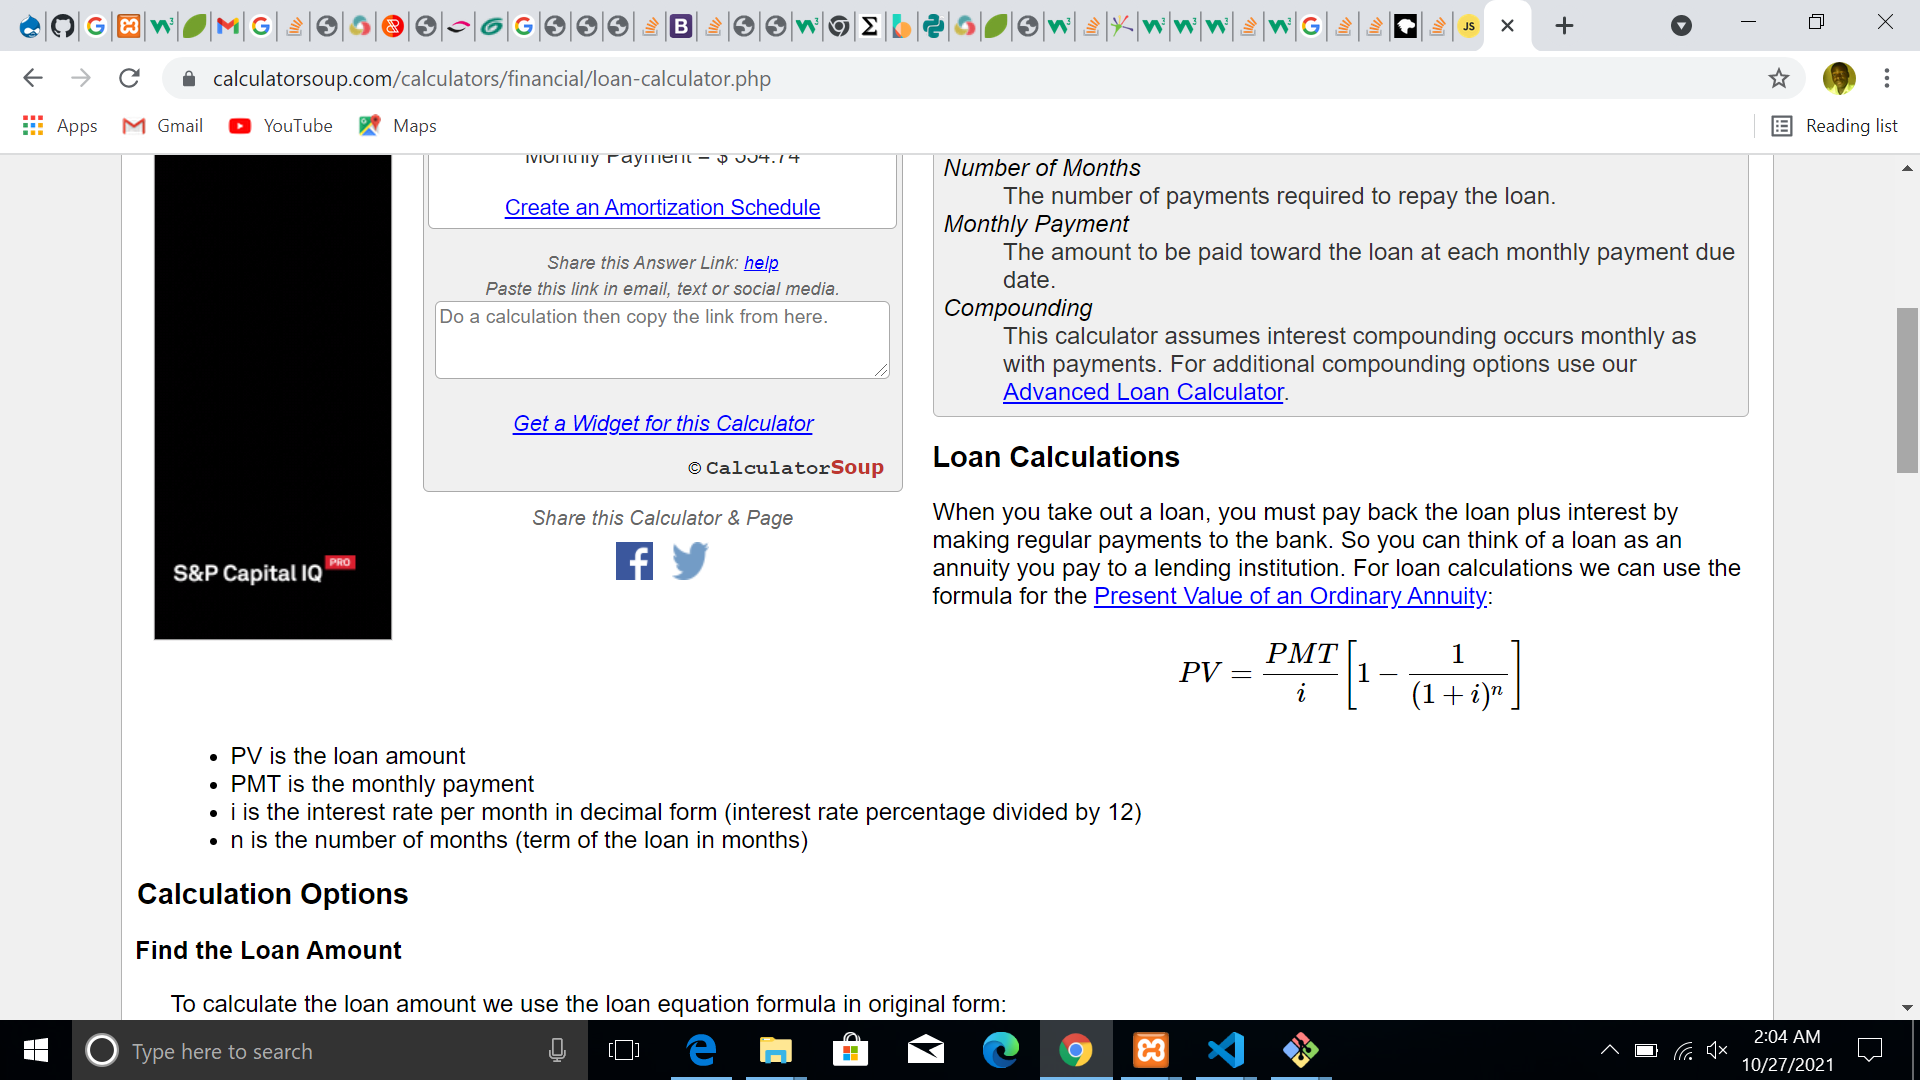 calculatorsoup.com/calculators/financial/loan-calculator.php
Apps Gmail YouTube Maps Reading list
Monthly Payment = $ 554.74
Create an Amortization Schedule
Share this Answer Link: help
Paste this link in email, text or social media.
Do a calculation then copy the link from here.
Get a Widget for this Calculator
© CalculatorSoup
Share this Calculator & Page
S&P Capital IQ PRO
Number of Months
The number of payments required to repay the loan.
Monthly Payment
The amount to be paid toward the loan at each monthly payment due
date.
Compounding
This calculator assumes interest compounding occurs monthly as
with payments. For additional compounding options use our
Advanced Loan Calculator.
Loan Calculations
When you take out a loan, you must pay back the loan plus interest by
making regular payments to the bank. So you can think of a loan as an
annuity you pay to a lending institution. For loan calculations we can use the
formula for the Present Value of an Ordinary Annuity:
PV = PMT/i [1 − 1/(1 + i)ⁿ]
• PV is the loan amount
• PMT is the monthly payment
• i is the interest rate per month in decimal form (interest rate percentage divided by 12)
• n is the number of months (term of the loan in months)
Calculation Options
Find the Loan Amount
To calculate the loan amount we use the loan equation formula in original form:
Type here to search
2:04 AM
10/27/2021